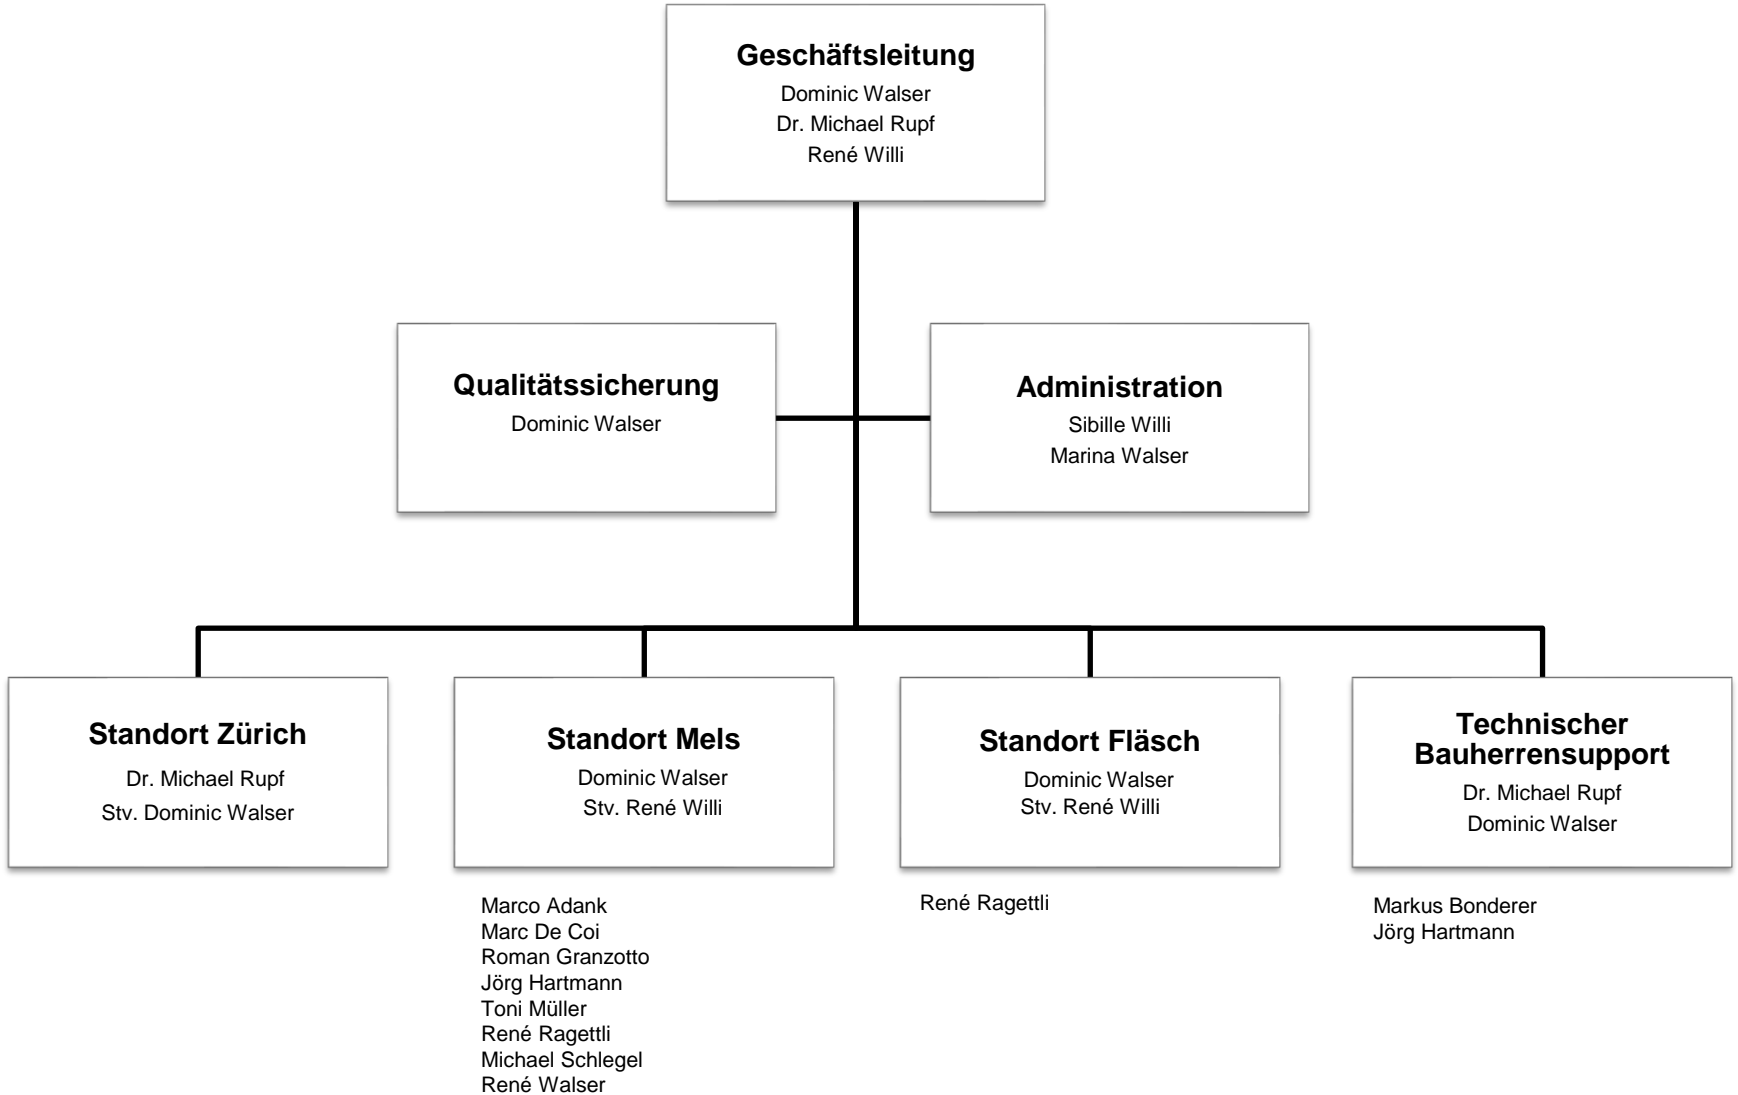 Geschäftsleitung
Dominic Walser
Dr. Michael Rupf
René Willi
Qualitätssicherung
Dominic Walser
Administration
Sibille Willi
Marina Walser
Standort Zürich
Dr. Michael Rupf
Stv. Dominic Walser
Standort Mels
Dominic Walser
Stv. René Willi
Marco Adank
Marc De Coi
Roman Granzotto
Jörg Hartmann
Toni Müller
René Ragettli
Michael Schlegel
René Walser
Standort Fläsch
Dominic Walser
Stv. René Willi
René Ragettli
Technischer
Bauherrensupport
Dr. Michael Rupf
Dominic Walser
Markus Bonderer
Jörg Hartmann